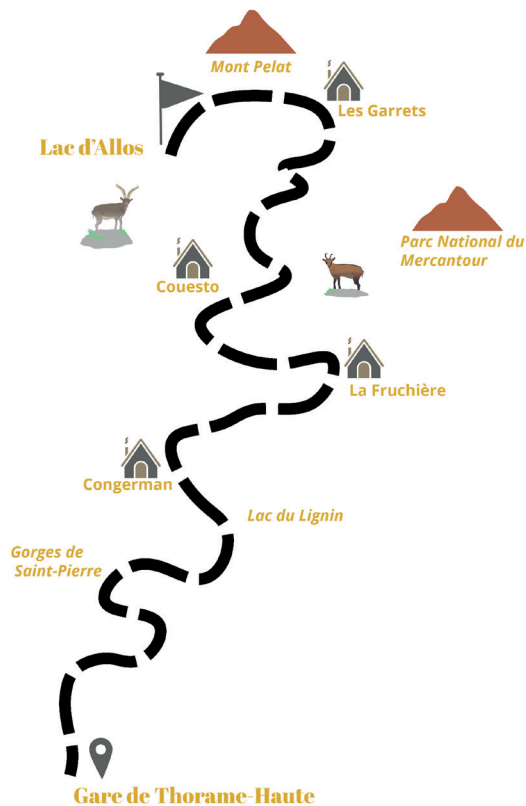 Mont Pelat
Les Garrets
Lac d’Allos
Parc National du
Mercantour
Couesto
La Fruchière
Congerman
Lac du Lignin
Gorges de
Saint-Pierre
Gare de Thorame-Haute